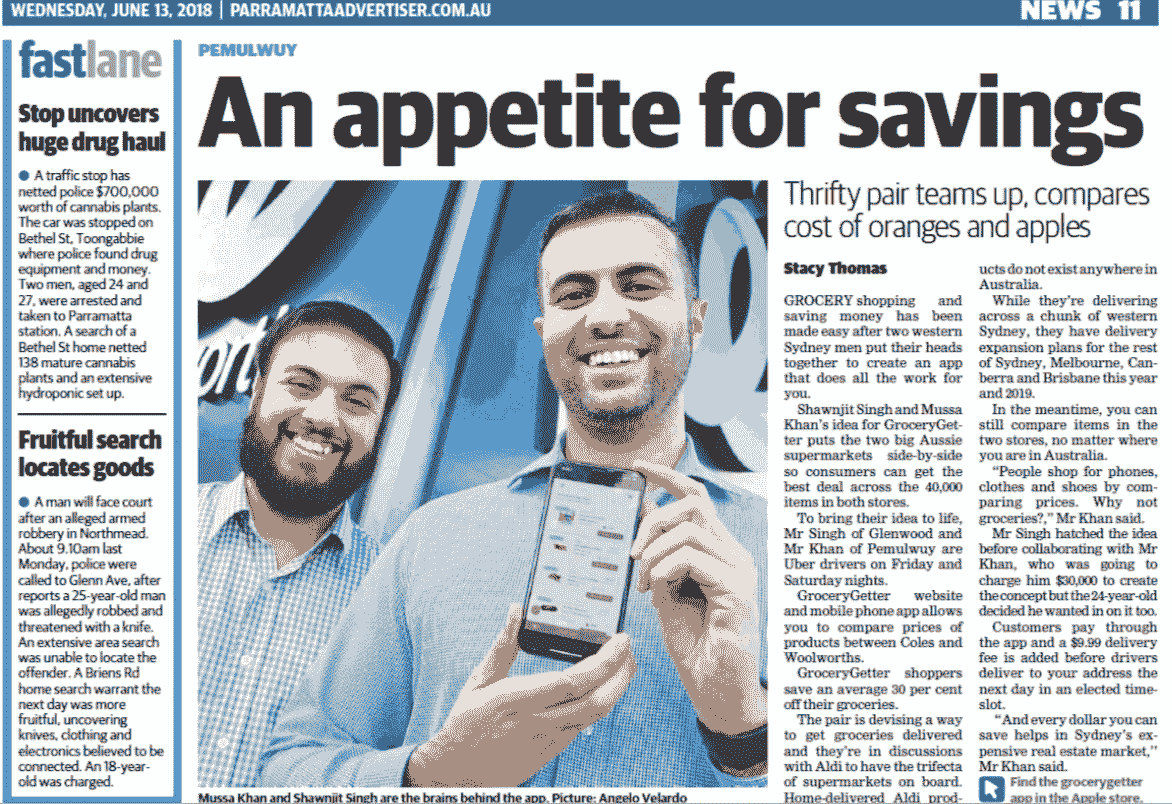 WEDNESDAY, JUNE 13, 2018 | PARRAMATTAADVERTISER.COM.AU
NEWS 11
fastlane
Stop uncovers
huge drug haul
● A traffic stop has
netted police $700,000
worth of cannabis plants.
The car was stopped on
Bethel St, Toongabbie
where police found drug
equipment and money.
Two men, aged 24 and
27, were arrested and
taken to Parramatta
station. A search of a
Bethel St home netted
138 mature cannabis
plants and an extensive
hydroponic set up.
Fruitful search
locates goods
● A man will face court
after an alleged armed
robbery in Northmead.
About 9.10am last
Monday, police were
called to Glenn Ave, after
reports a 25-year-old man
was allegedly robbed and
threatened with a knife.
An extensive area search
was unable to locate the
offender. A Briens Rd
home search warrant the
next day was more
fruitful, uncovering
knives, clothing and
electronics believed to be
connected. An 18-year-
old was charged.
PEMULWUY
An appetite for savings
Mussa Khan and Shawnjit Singh are the brains behind the app. Picture: Angelo Velardo
Thrifty pair teams up, compares
cost of oranges and apples
Stacy Thomas
GROCERY shopping and
saving money has been
made easy after two western
Sydney men put their heads
together to create an app
that does all the work for
you.
Shawnjit Singh and Mussa
Khan's idea for GroceryGet-
ter puts the two big Aussie
supermarkets side-by-side
so consumers can get the
best deal across the 40,000
items in both stores.
To bring their idea to life,
Mr Singh of Glenwood and
Mr Khan of Pemulwuy are
Uber drivers on Friday and
Saturday nights.
GroceryGetter website
and mobile phone app allows
you to compare prices of
products between Coles and
Woolworths.
GroceryGetter shoppers
save an average 30 per cent
off their groceries.
The pair is devising a way
to get groceries delivered
and they're in discussions
with Aldi to have the trifecta
of supermarkets on board.
Home-delivered Aldi prod-
ucts do not exist anywhere in
Australia.
While they're delivering
across a chunk of western
Sydney, they have delivery
expansion plans for the rest
of Sydney, Melbourne, Can-
berra and Brisbane this year
and 2019.
In the meantime, you can
still compare items in the
two stores, no matter where
you are in Australia.
"People shop for phones,
clothes and shoes by com-
paring prices. Why not
groceries?," Mr Khan said.
Mr Singh hatched the idea
before collaborating with Mr
Khan, who was going to
charge him $30,000 to create
the concept but the 24-year-old
decided he wanted in on it too.
Customers pay through
the app and a $9.99 delivery
fee is added before drivers
deliver to your address the
next day in an elected time-
slot.
"And every dollar you can
save helps in Sydney's ex-
pensive real estate market,"
Mr Khan said.
Find the grocerygetter
app in the Apple store.